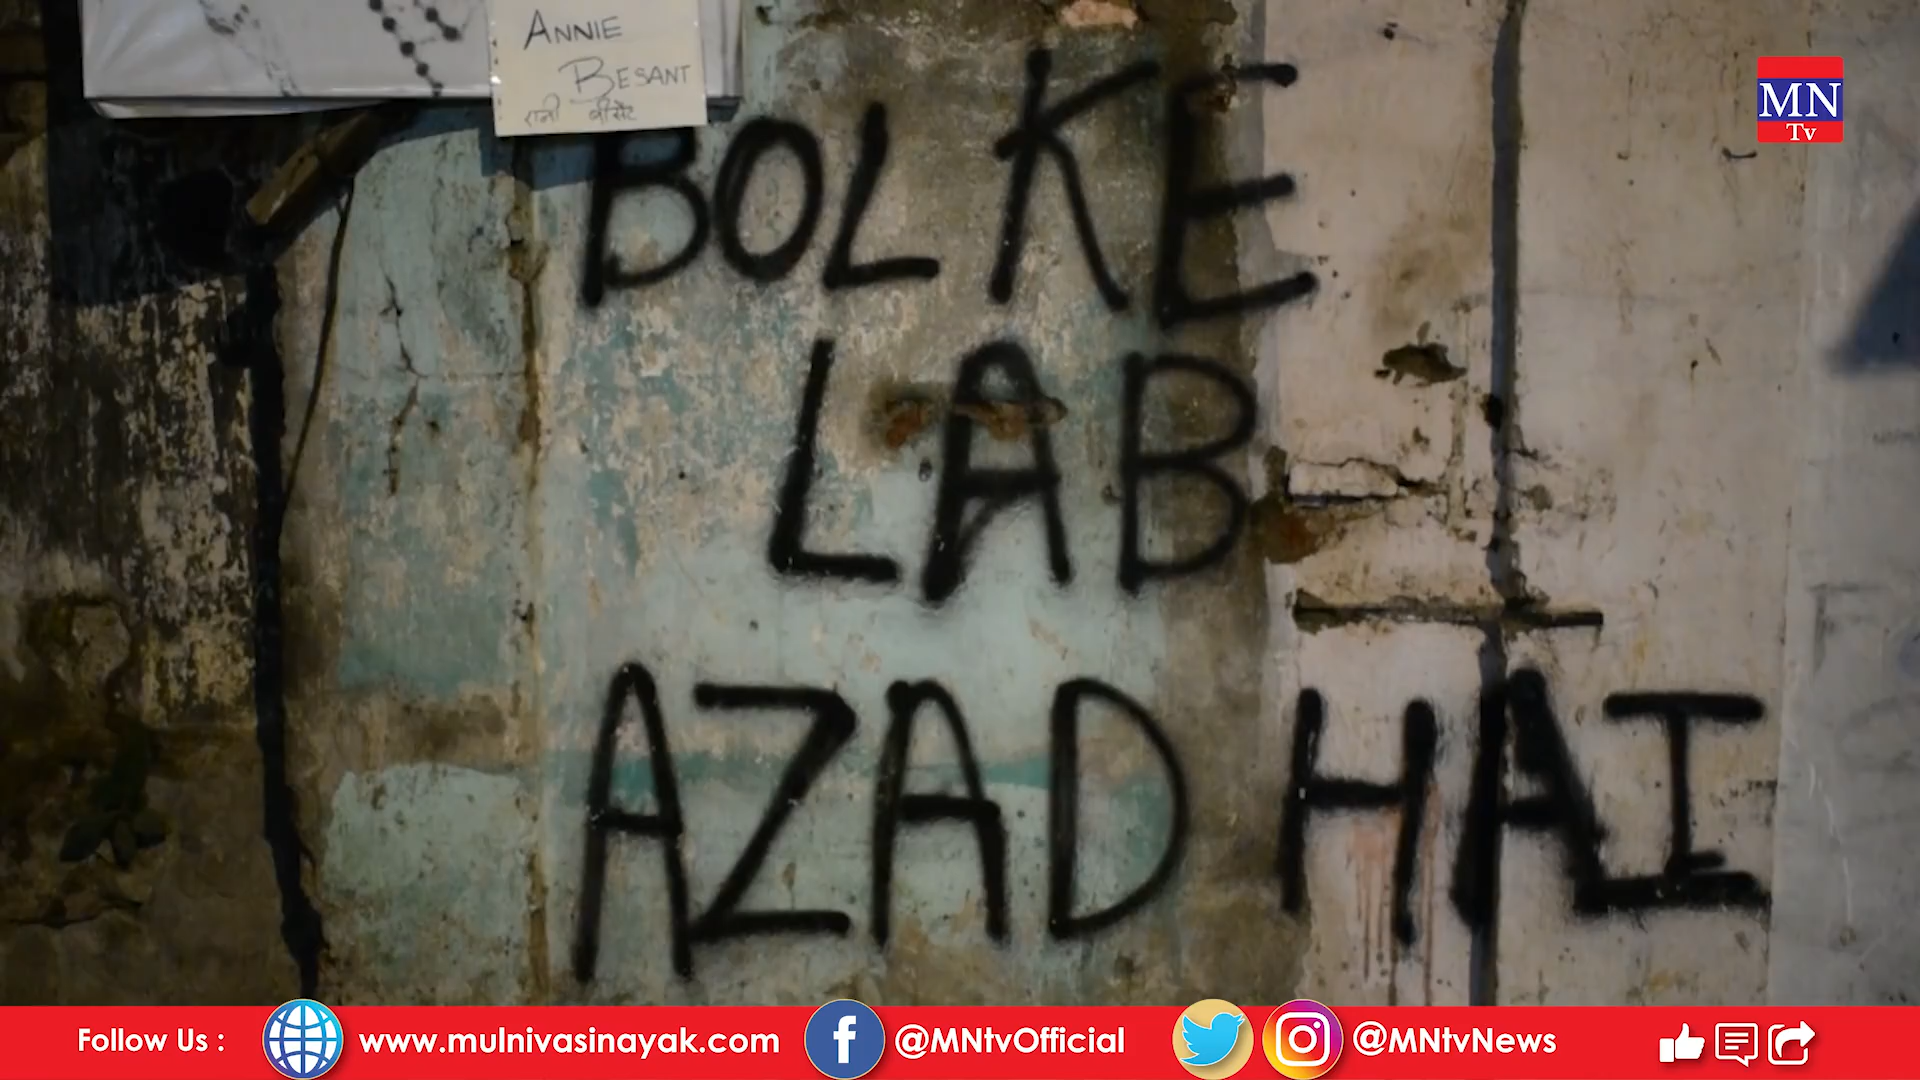 ANNIE
BESANT
BOL KE
LAB
AZAD HAI
MN
Tv
Follow Us :
www.mulnivasinayak.com
@MNtvOfficial
@MNtvNews